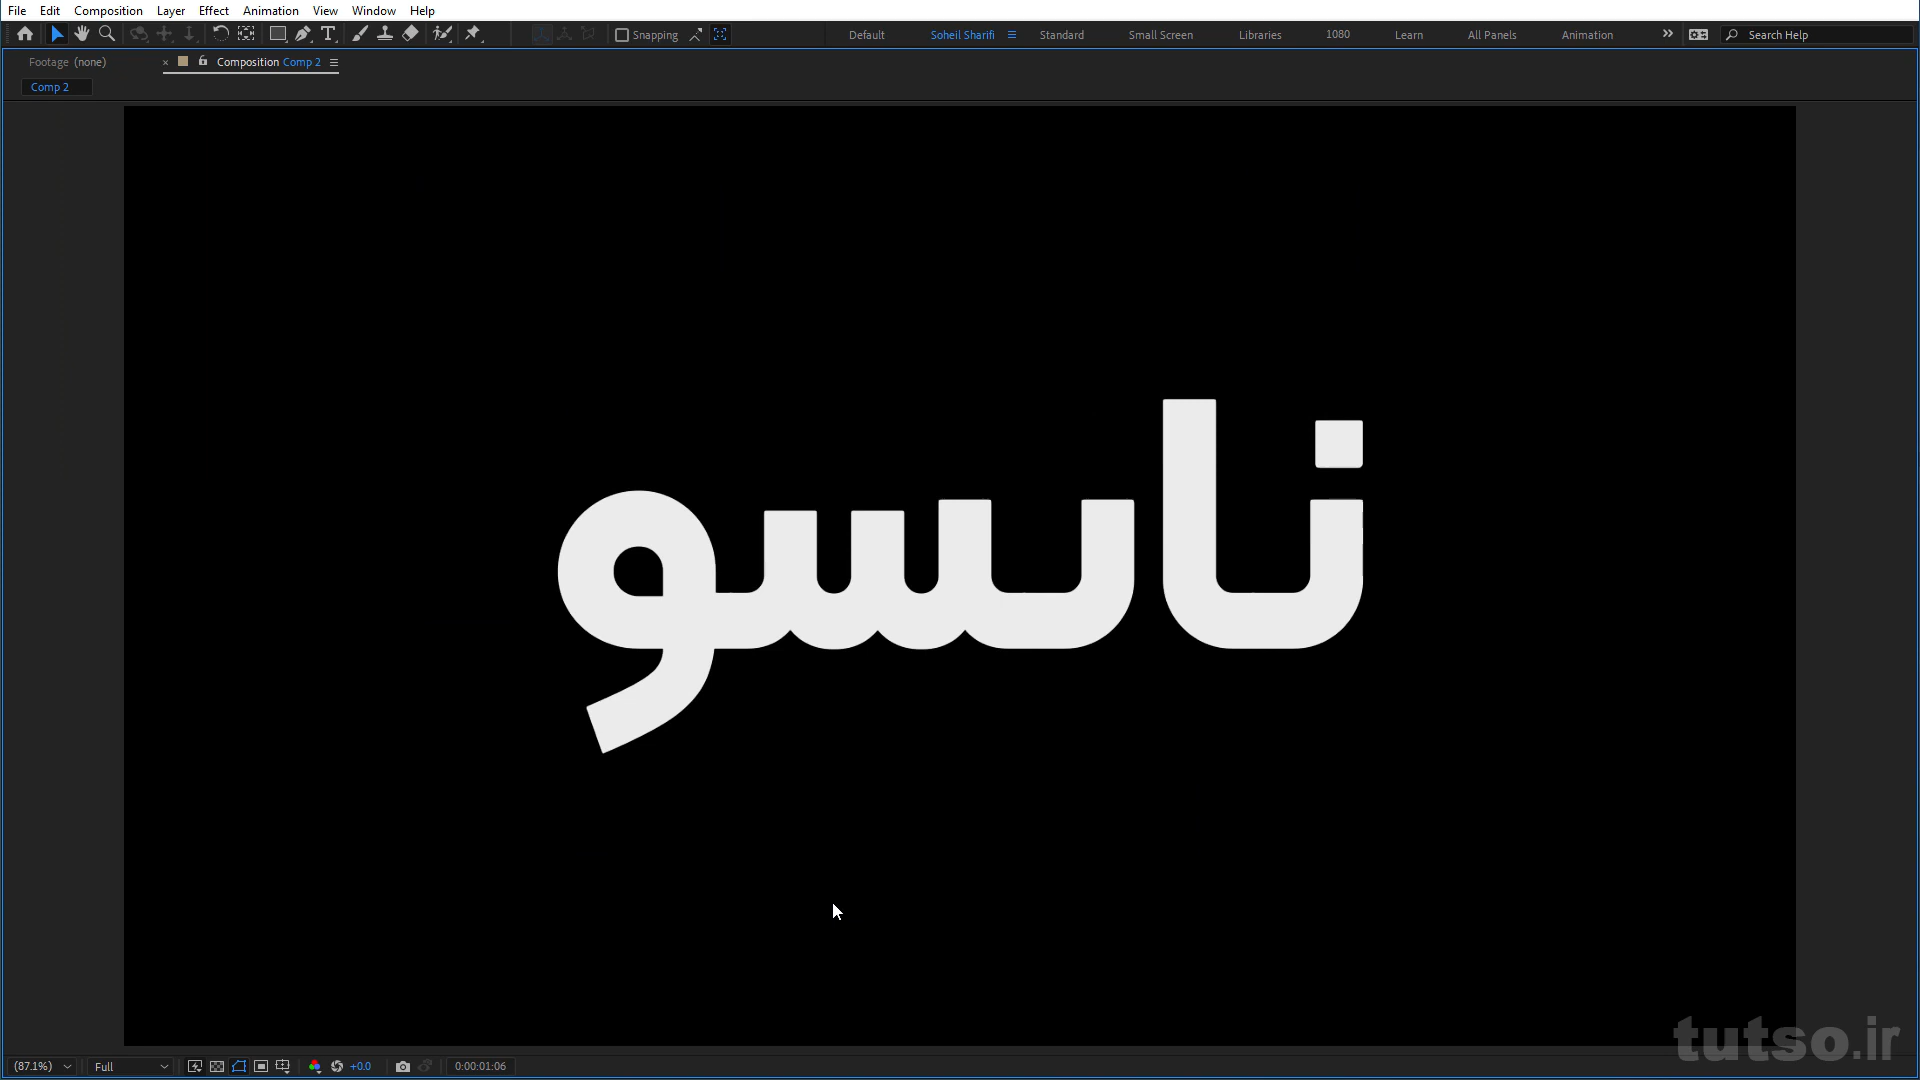 File Edit Composition Layer Effect Animation View Window Help
Snapping Default Soheil Sharifi Standard Small Screen Libraries 1080 Learn All Panels Animation Search Help
Footage (none) Composition Comp 2
Comp 2
ناٮسو
tutso.ir
(87.1%) Full +0.0 0:00:01:06